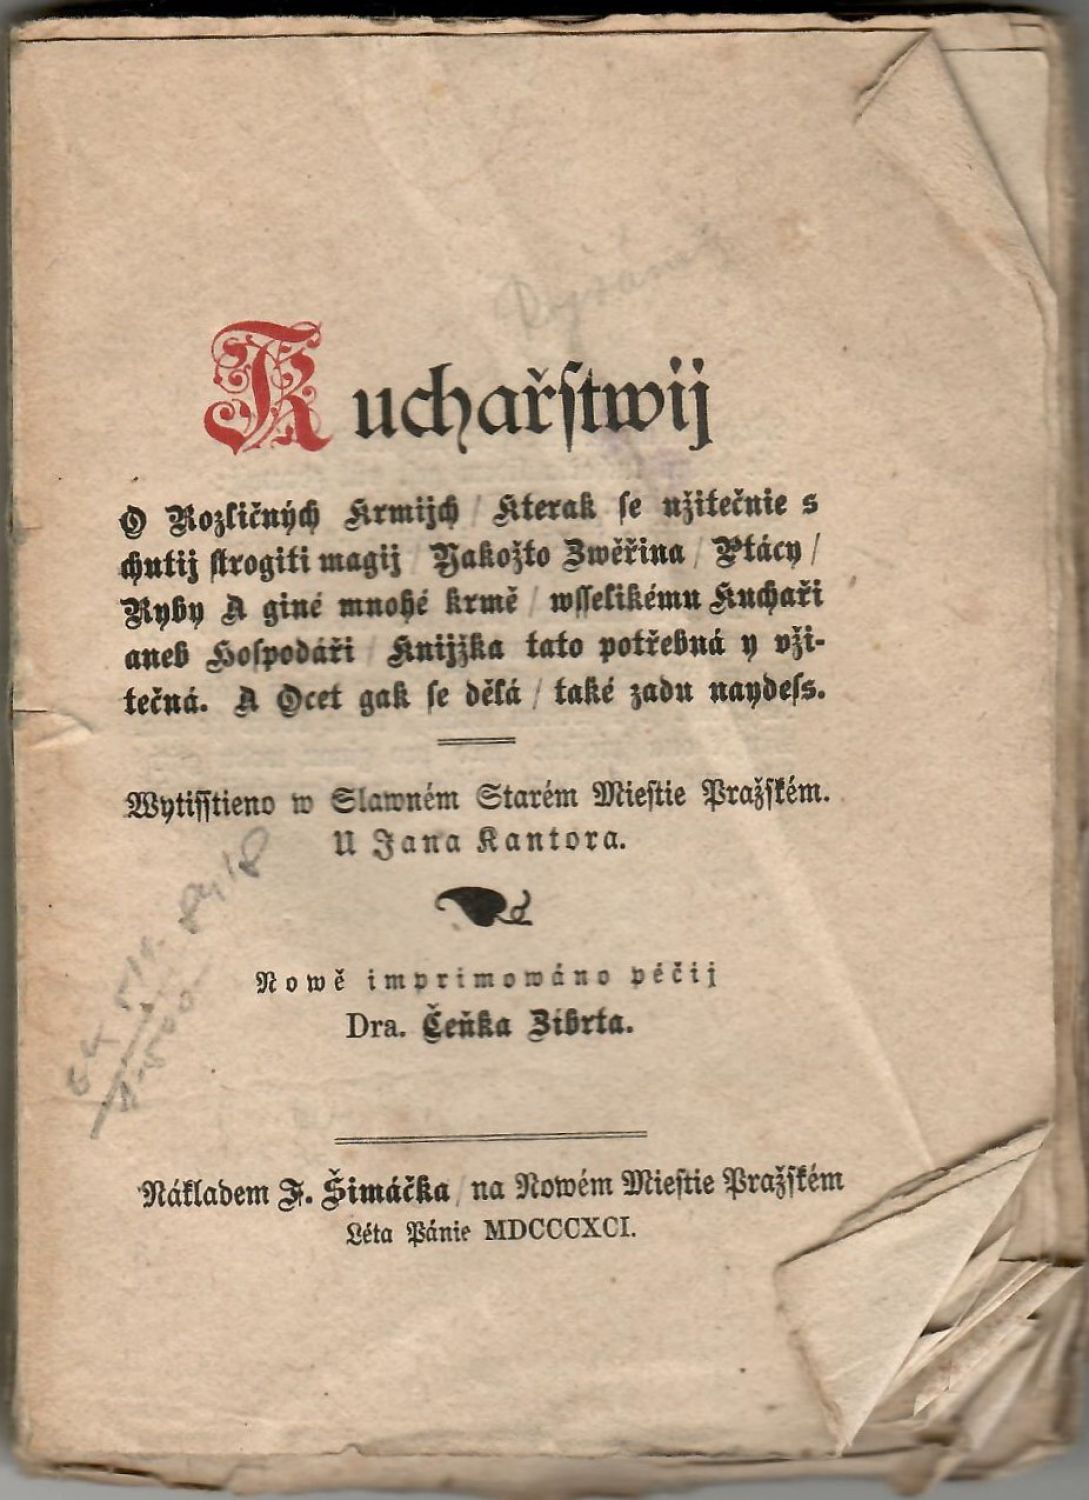 Kuchařſtwij
O Rozličných Krmijch / Kterak ſe užitečnie s
chutij ſtrogiti magij / Yakožto Zwěřina / Ptácy /
Ryby A giné mnohé krmě / wſſelikému Kuchaři
aneb Hoſpodáři / Knijžka tato potřebná y vži-
tečná. A Ocet gak ſe dělá / také zadu naydeſs.
Wytiſſtieno w Slawném Starém Mieſtie Pražſkém.
U Jana Kantora.
Nowě imprimowáno péčij
Dra. Čeňka Zíbrta.
Nákladem F. Šimáčka / na Nowém Mieſtie Pražſkém
Léta Pánie MDCCCXCI.